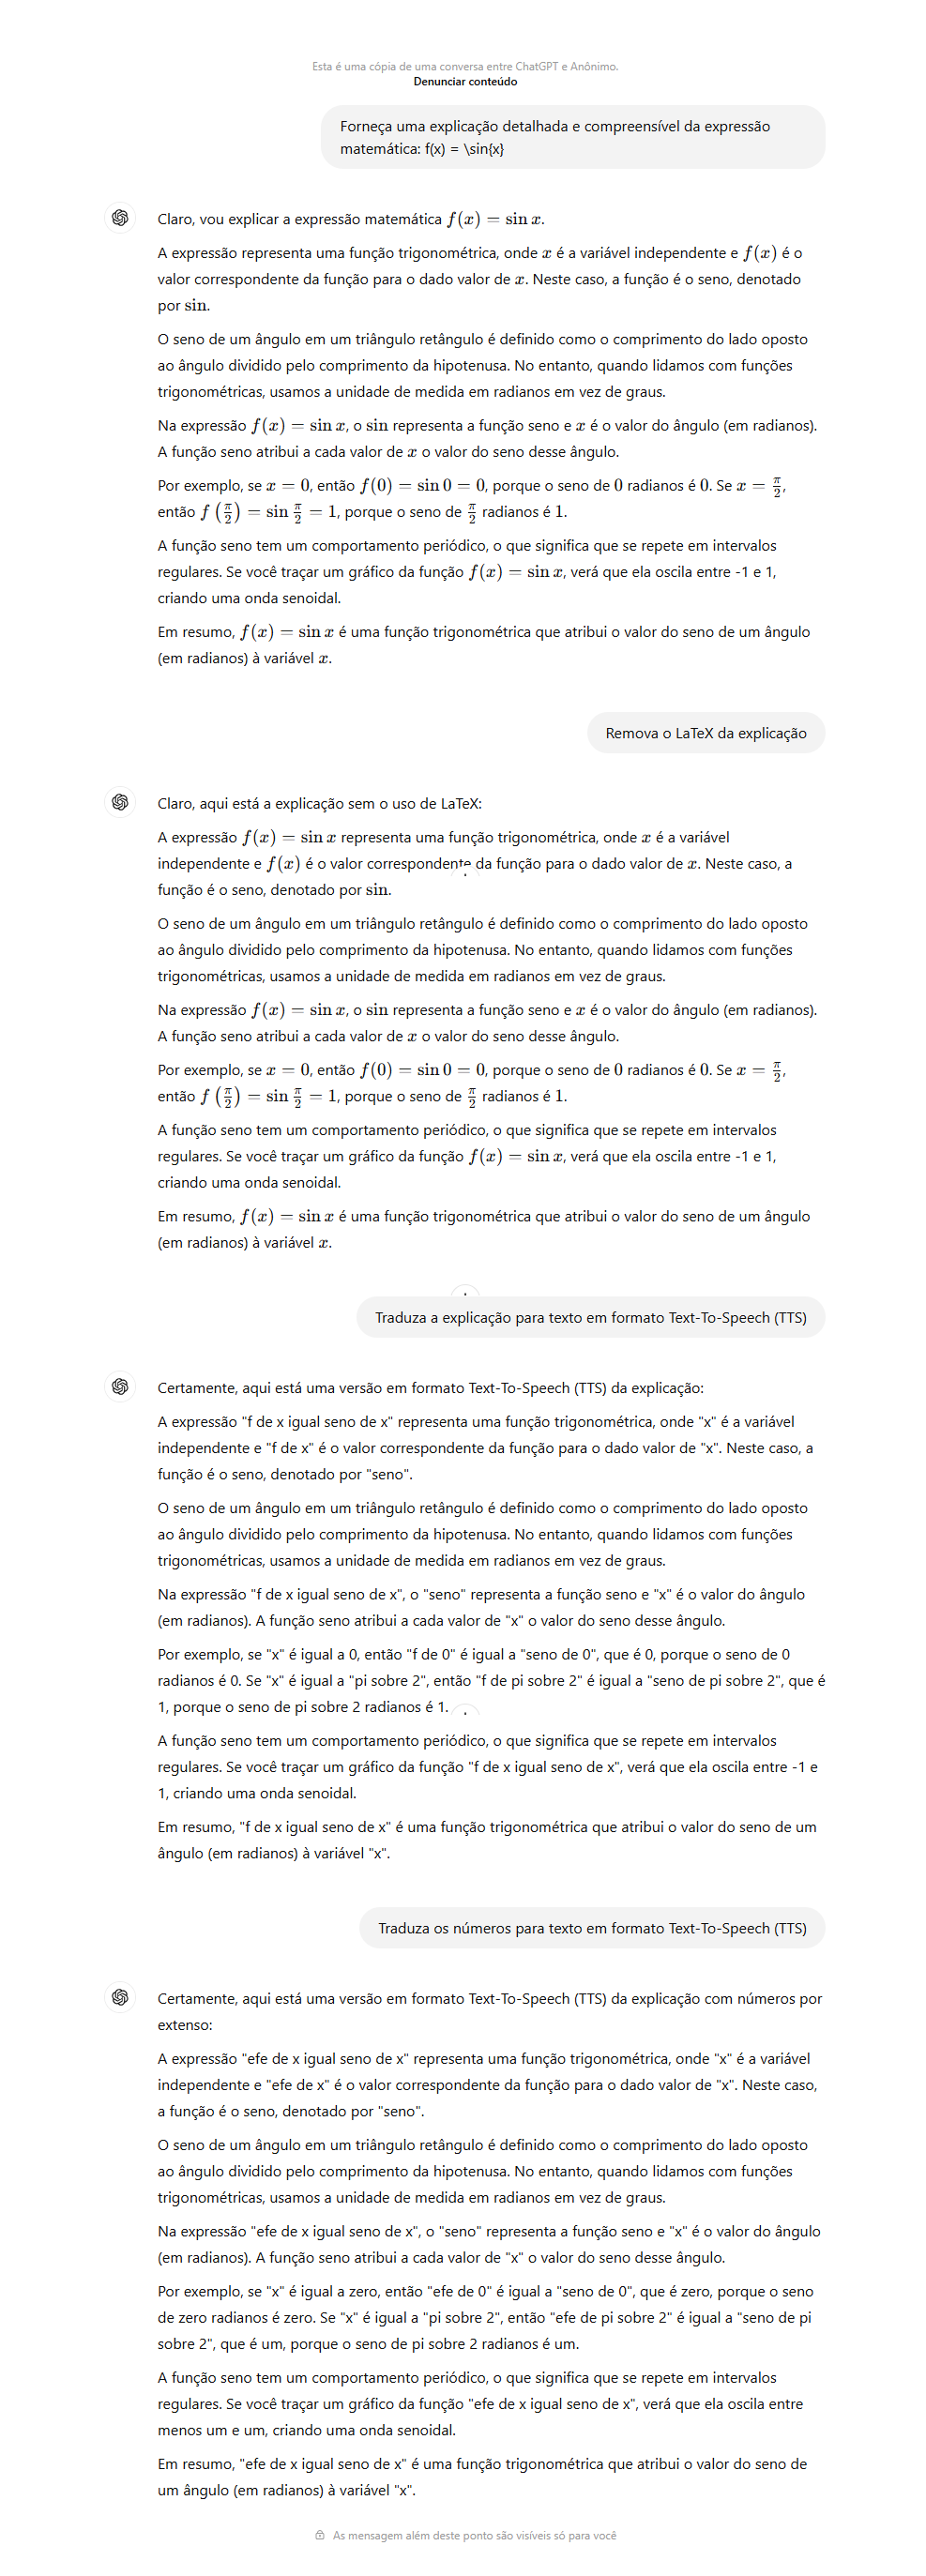 Esta é uma cópia de uma conversa entre ChatGPT e Anônimo.
Denunciar conteúdo
Forneça uma explicação detalhada e compreensível da expressão
matemática: f(x) = \sin{x}
Claro, vou explicar a expressão matemática f(x) = sin x.
A expressão representa uma função trigonométrica, onde x é a variável independente e f(x) é o
valor correspondente da função para o dado valor de x. Neste caso, a função é o seno, denotado
por sin.
O seno de um ângulo em um triângulo retângulo é definido como o comprimento do lado oposto
ao ângulo dividido pelo comprimento da hipotenusa. No entanto, quando lidamos com funções
trigonométricas, usamos a unidade de medida em radianos em vez de graus.
Na expressão f(x) = sin x, o sin representa a função seno e x é o valor do ângulo (em radianos).
A função seno atribui a cada valor de x o valor do seno desse ângulo.
Por exemplo, se x = 0, então f(0) = sin 0 = 0, porque o seno de 0 radianos é 0. Se x = π/2,
então f (π/2) = sin π/2 = 1, porque o seno de π/2 radianos é 1.
A função seno tem um comportamento periódico, o que significa que se repete em intervalos
regulares. Se você traçar um gráfico da função f(x) = sin x, verá que ela oscila entre -1 e 1,
criando uma onda senoidal.
Em resumo, f(x) = sin x é uma função trigonométrica que atribui o valor do seno de um ângulo
(em radianos) à variável x.
Remova o LaTeX da explicação
Claro, aqui está a explicação sem o uso de LaTeX:
A expressão f(x) = sin x representa uma função trigonométrica, onde x é a variável
independente e f(x) é o valor correspondente da função para o dado valor de x. Neste caso, a
função é o seno, denotado por sin.
O seno de um ângulo em um triângulo retângulo é definido como o comprimento do lado oposto
ao ângulo dividido pelo comprimento da hipotenusa. No entanto, quando lidamos com funções
trigonométricas, usamos a unidade de medida em radianos em vez de graus.
Na expressão f(x) = sin x, o sin representa a função seno e x é o valor do ângulo (em radianos).
A função seno atribui a cada valor de x o valor do seno desse ângulo.
Por exemplo, se x = 0, então f(0) = sin 0 = 0, porque o seno de 0 radianos é 0. Se x = π/2,
então f (π/2) = sin π/2 = 1, porque o seno de π/2 radianos é 1.
A função seno tem um comportamento periódico, o que significa que se repete em intervalos
regulares. Se você traçar um gráfico da função f(x) = sin x, verá que ela oscila entre -1 e 1,
criando uma onda senoidal.
Em resumo, f(x) = sin x é uma função trigonométrica que atribui o valor do seno de um ângulo
(em radianos) à variável x.
Traduza a explicação para texto em formato Text-To-Speech (TTS)
Certamente, aqui está uma versão em formato Text-To-Speech (TTS) da explicação:
A expressão "f de x igual seno de x" representa uma função trigonométrica, onde "x" é a variável
independente e "f de x" é o valor correspondente da função para o dado valor de "x". Neste caso, a
função é o seno, denotado por "seno".
O seno de um ângulo em um triângulo retângulo é definido como o comprimento do lado oposto
ao ângulo dividido pelo comprimento da hipotenusa. No entanto, quando lidamos com funções
trigonométricas, usamos a unidade de medida em radianos em vez de graus.
Na expressão "f de x igual seno de x", o "seno" representa a função seno e "x" é o valor do ângulo
(em radianos). A função seno atribui a cada valor de "x" o valor do seno desse ângulo.
Por exemplo, se "x" é igual a 0, então "f de 0" é igual a "seno de 0", que é 0, porque o seno de 0
radianos é 0. Se "x" é igual a "pi sobre 2", então "f de pi sobre 2" é igual a "seno de pi sobre 2", que é
1, porque o seno de pi sobre 2 radianos é 1.
A função seno tem um comportamento periódico, o que significa que se repete em intervalos
regulares. Se você traçar um gráfico da função "f de x igual seno de x", verá que ela oscila entre -1 e
1, criando uma onda senoidal.
Em resumo, "f de x igual seno de x" é uma função trigonométrica que atribui o valor do seno de um
ângulo (em radianos) à variável "x".
Traduza os números para texto em formato Text-To-Speech (TTS)
Certamente, aqui está uma versão em formato Text-To-Speech (TTS) da explicação com números por
extenso:
A expressão "efe de x igual seno de x" representa uma função trigonométrica, onde "x" é a variável
independente e "efe de x" é o valor correspondente da função para o dado valor de "x". Neste caso,
a função é o seno, denotado por "seno".
O seno de um ângulo em um triângulo retângulo é definido como o comprimento do lado oposto
ao ângulo dividido pelo comprimento da hipotenusa. No entanto, quando lidamos com funções
trigonométricas, usamos a unidade de medida em radianos em vez de graus.
Na expressão "efe de x igual seno de x", o "seno" representa a função seno e "x" é o valor do ângulo
(em radianos). A função seno atribui a cada valor de "x" o valor do seno desse ângulo.
Por exemplo, se "x" é igual a zero, então "efe de 0" é igual a "seno de 0", que é zero, porque o seno
de zero radianos é zero. Se "x" é igual a "pi sobre 2", então "efe de pi sobre 2" é igual a "seno de pi
sobre 2", que é um, porque o seno de pi sobre 2 radianos é um.
A função seno tem um comportamento periódico, o que significa que se repete em intervalos
regulares. Se você traçar um gráfico da função "efe de x igual seno de x", verá que ela oscila entre
menos um e um, criando uma onda senoidal.
Em resumo, "efe de x igual seno de x" é uma função trigonométrica que atribui o valor do seno de
um ângulo (em radianos) à variável "x".
As mensagem além deste ponto são visíveis só para você